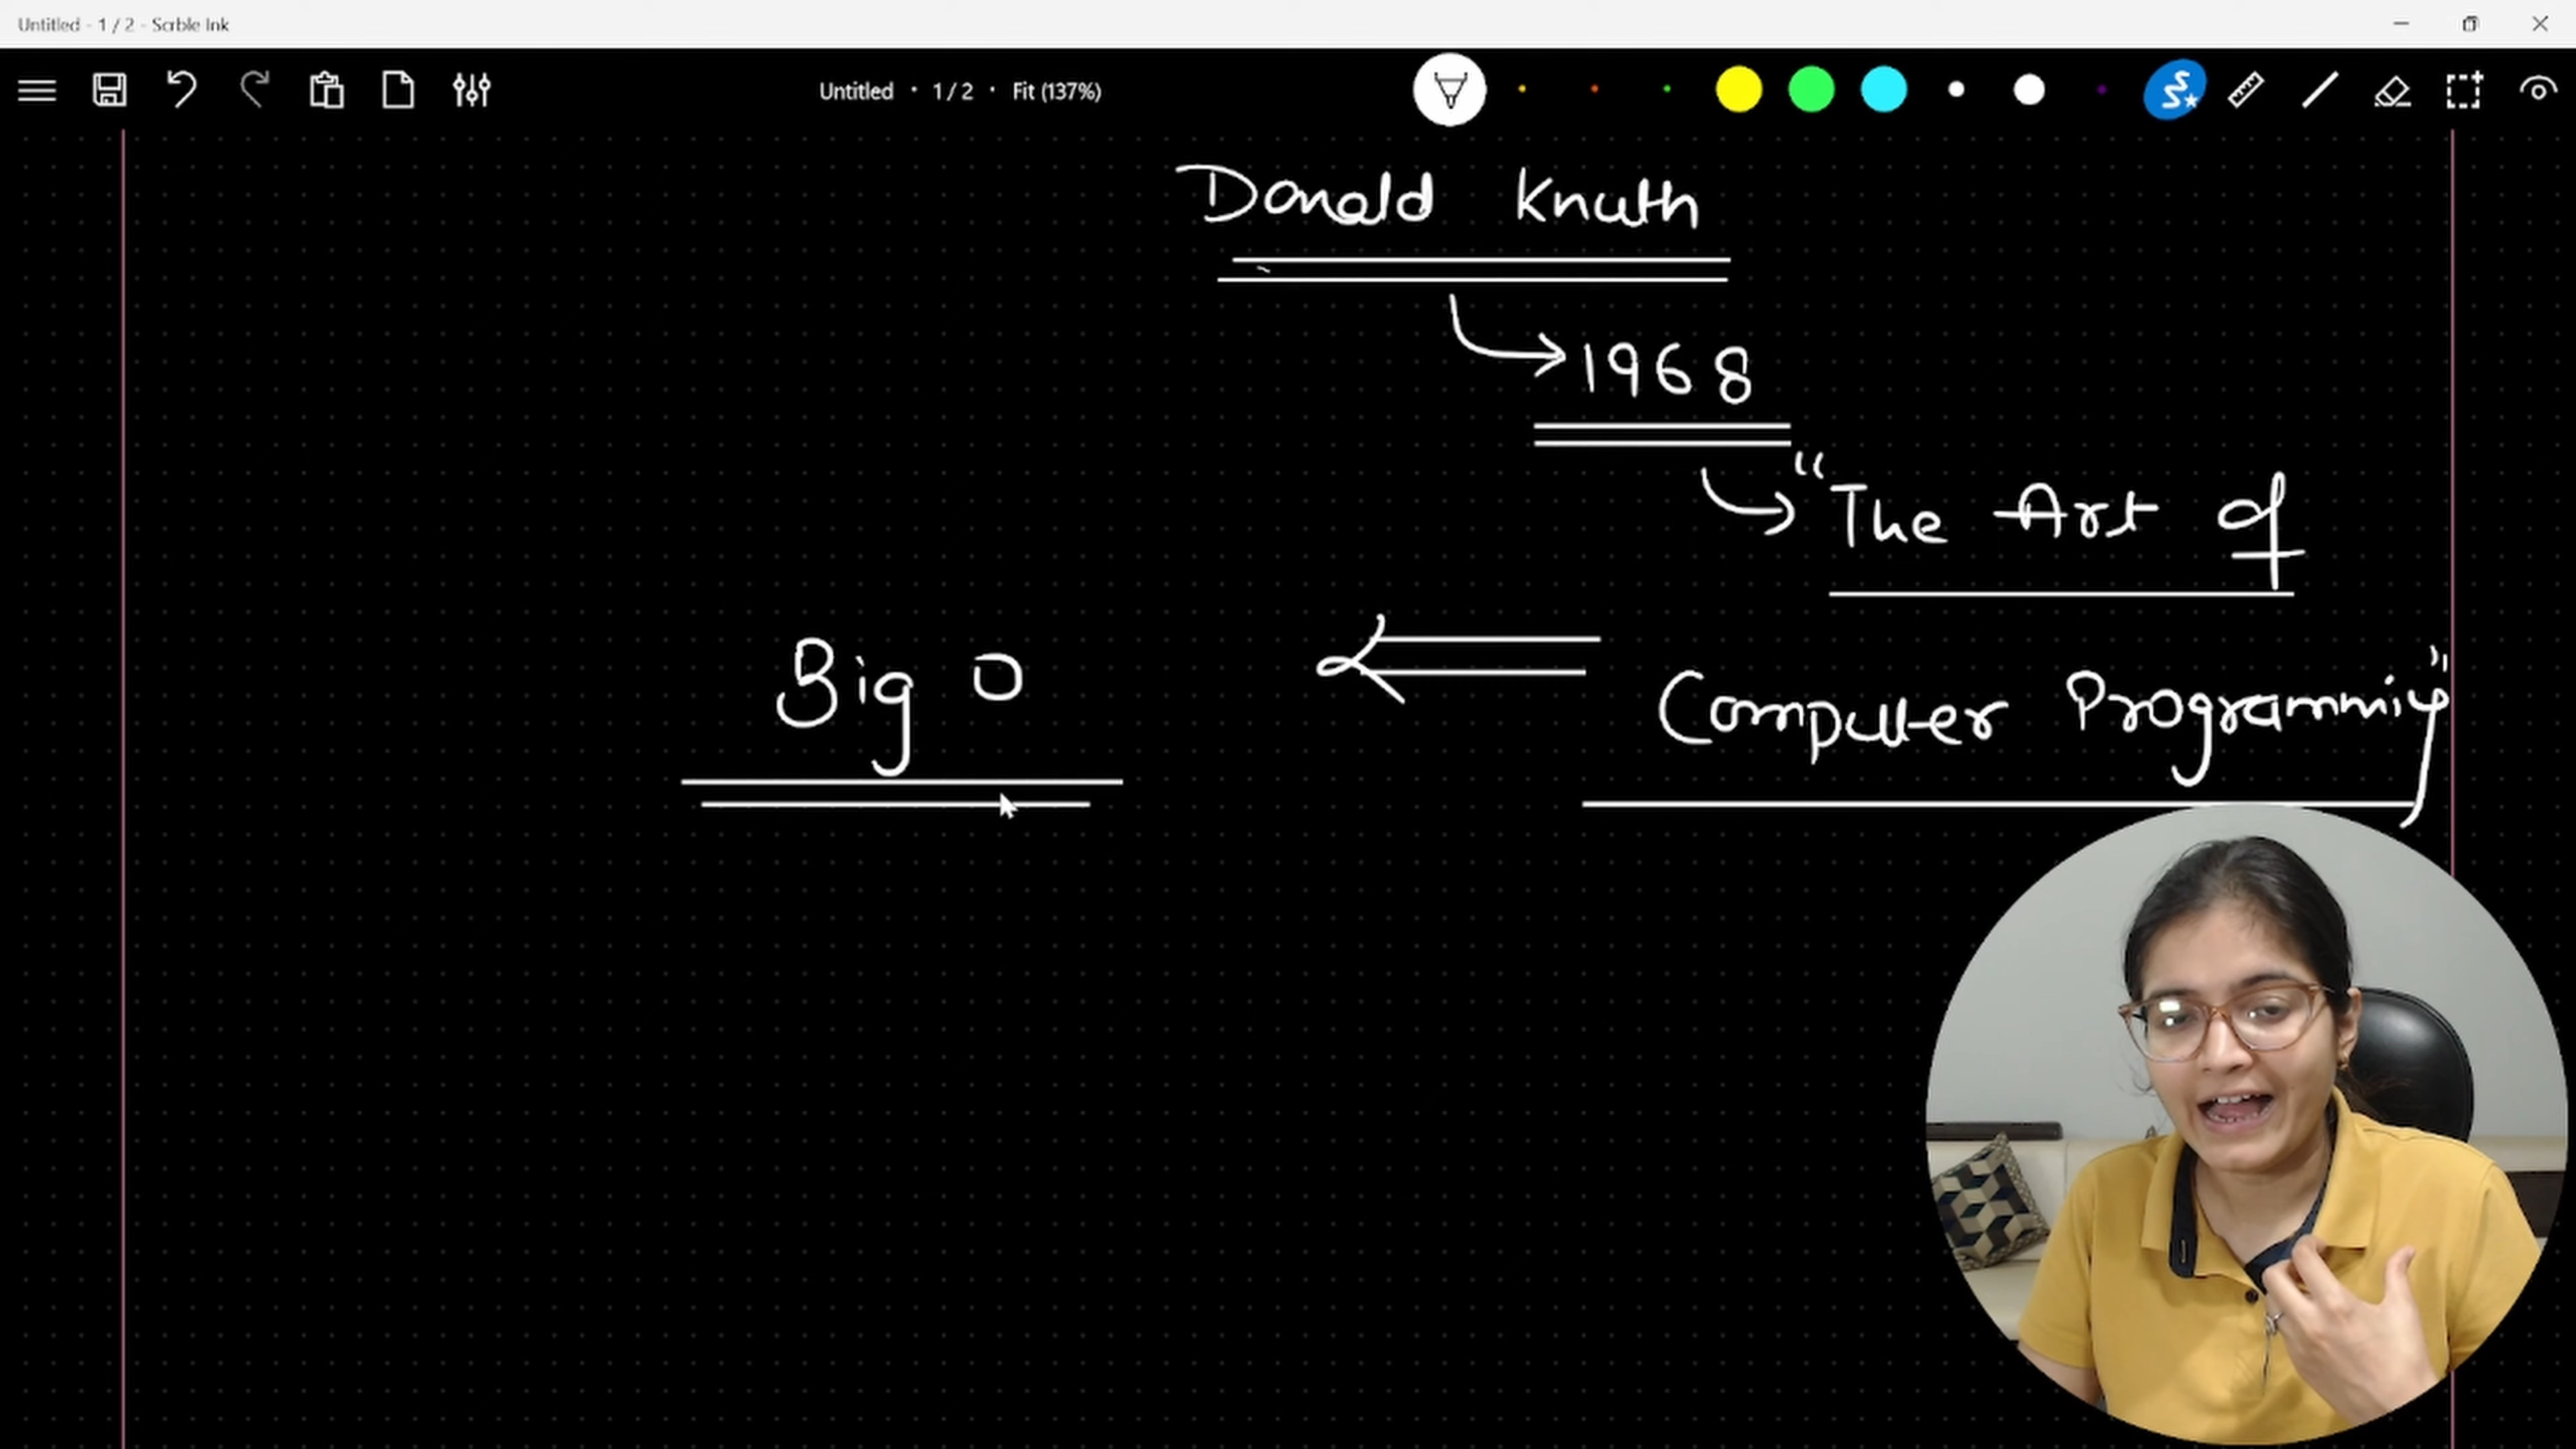 Untitled - 1 / 2 - Scrble Ink
Untitled • 1 / 2 • Fit (137%)
Donald Knuth
1968
"The Art of
Big O
Computer Programming"